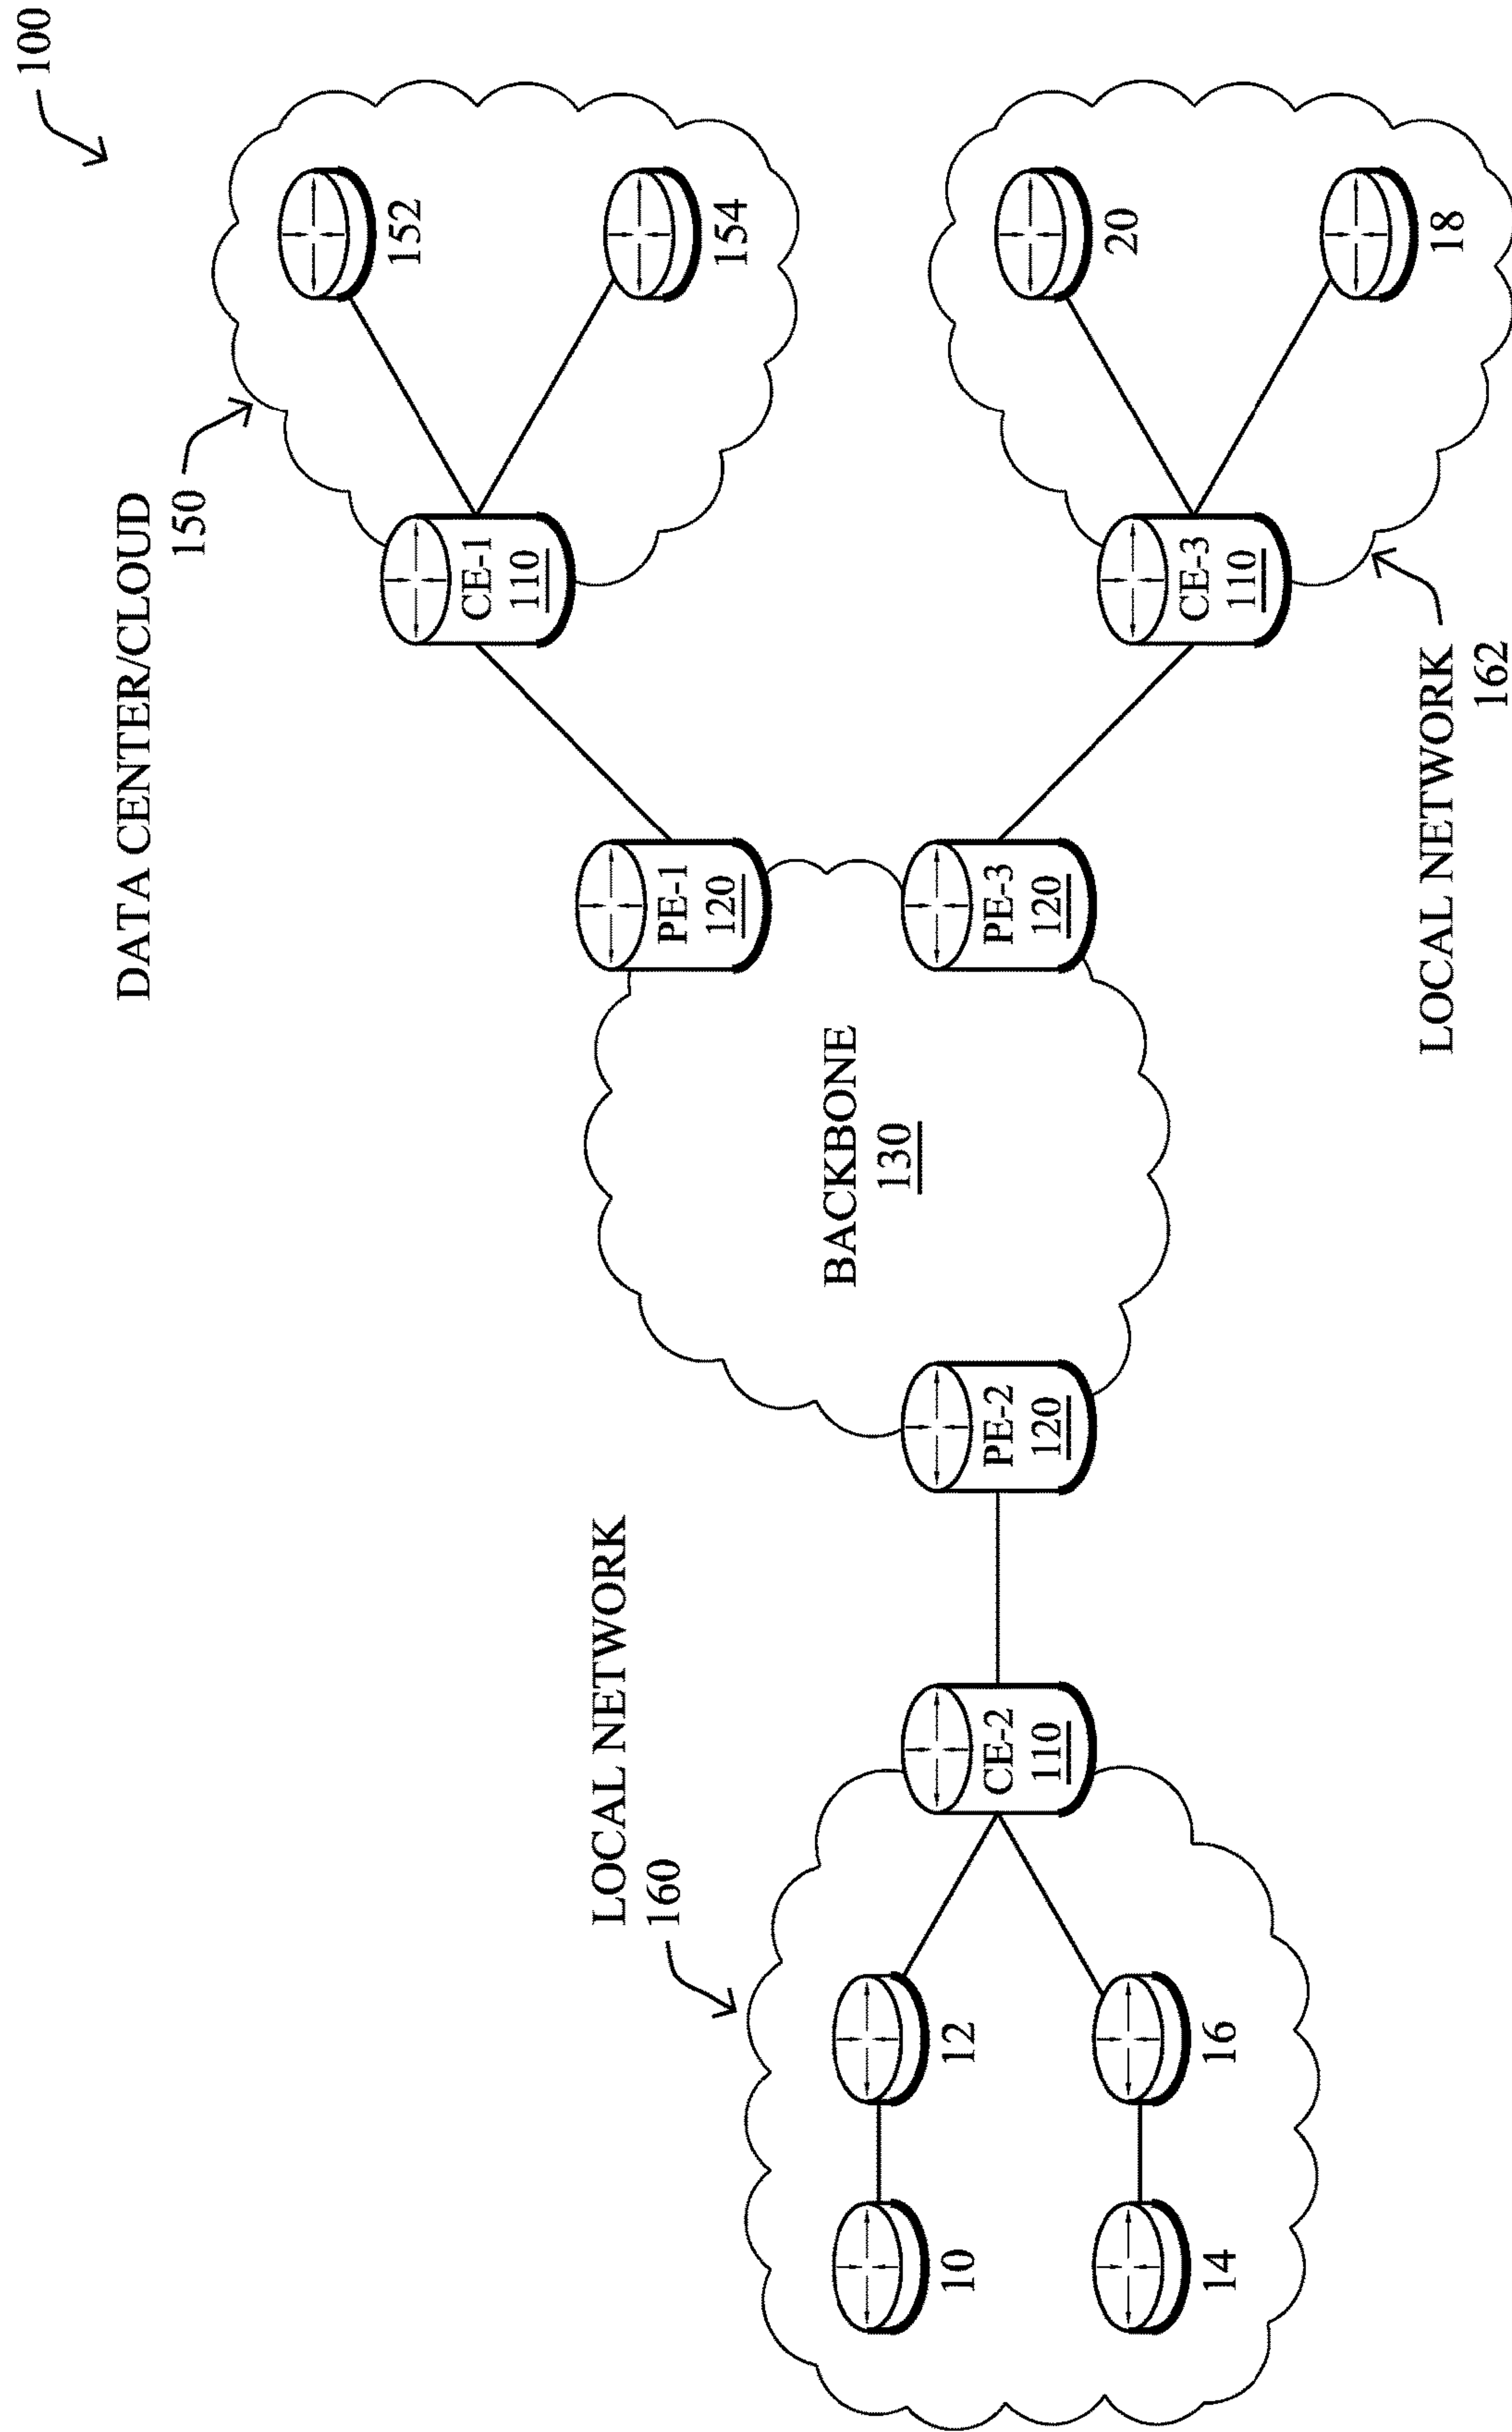 100
DATA CENTER/CLOUD
150
152
154
CE-1
110
PE-1
120
BACKBONE
130
PE-3
120
CE-3
110
20
18
LOCAL NETWORK
162
PE-2
120
LOCAL NETWORK
160
CE-2
110
12
10
16
14